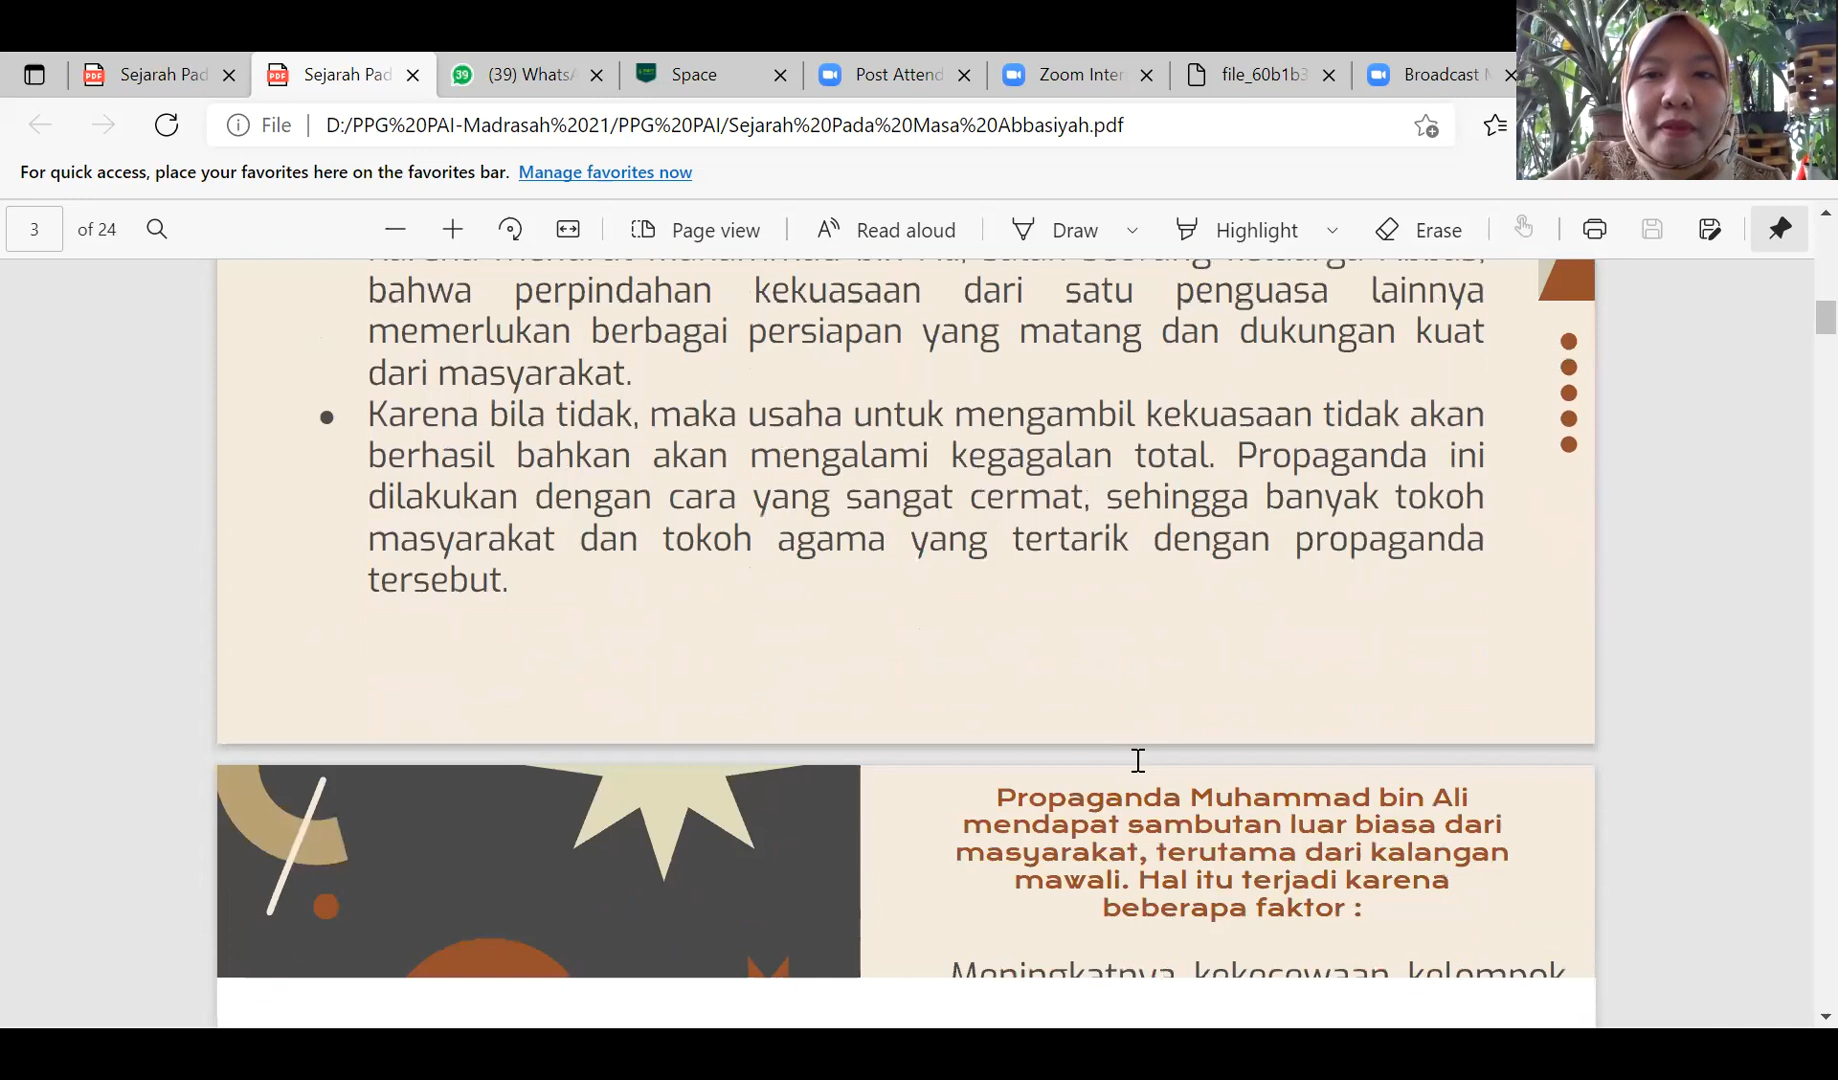 Sejarah Pad
Sejarah Pad
39
(39) WhatsA
Space
Post Attend
Zoom Inter
file_60b1b3
Broadcast M
File
D:/PPG%20PAI-Madrasah%2021/PPG%20PAI/Sejarah%20Pada%20Masa%20Abbasiyah.pdf
For quick access, place your favorites here on the favorites bar. Manage favorites now
3 of 24
Page view
Read aloud
Draw
Highlight
Erase
bahwa perpindahan kekuasaan dari satu penguasa lainnya
memerlukan berbagai persiapan yang matang dan dukungan kuat
dari masyarakat.
● Karena bila tidak, maka usaha untuk mengambil kekuasaan tidak akan
berhasil bahkan akan mengalami kegagalan total. Propaganda ini
dilakukan dengan cara yang sangat cermat, sehingga banyak tokoh
masyarakat dan tokoh agama yang tertarik dengan propaganda
tersebut.
Propaganda Muhammad bin Ali
mendapat sambutan luar biasa dari
masyarakat, terutama dari kalangan
mawali. Hal itu terjadi karena
beberapa faktor :
Meningkatnya kekecewaan kelompok